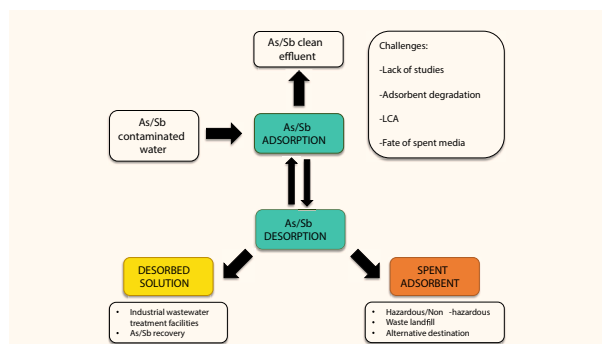 As/Sb clean
effluent
Challenges:
-Lack of studies
-Adsorbent degradation
-LCA
-Fate of spent media
As/Sb
contaminated
water
As/Sb
ADSORPTION
As/Sb
DESORPTION
DESORBED
SOLUTION
SPENT
ADSORBENT
• Industrial wastewater
treatment facilities
• As/Sb recovery
• Hazardous/Non -hazardous
• Waste landfill
• Alternative destination